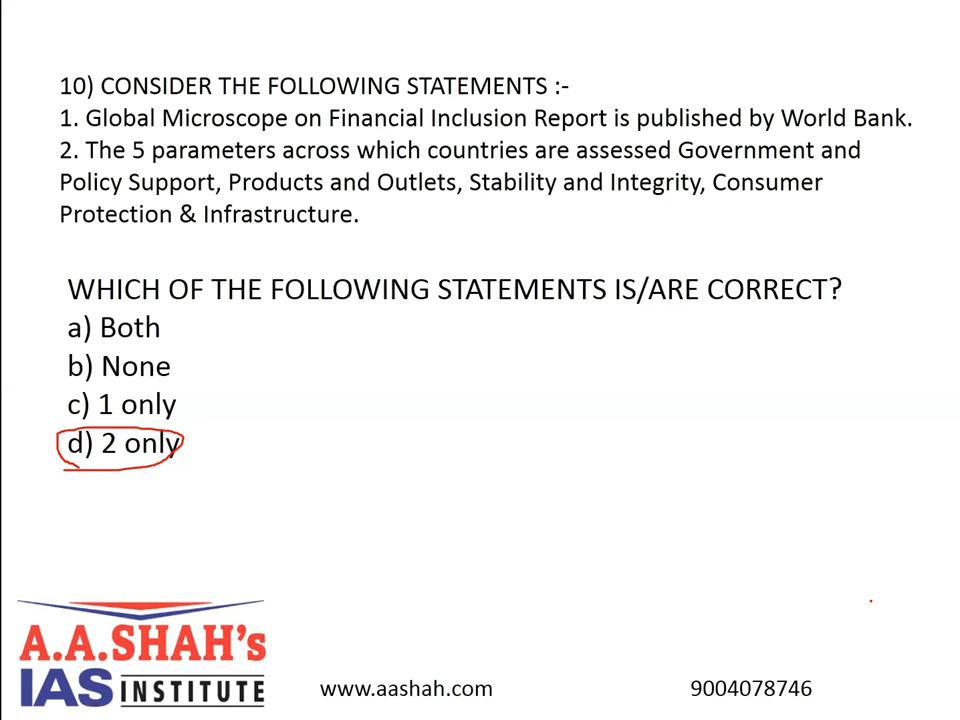 10) CONSIDER THE FOLLOWING STATEMENTS :-
1. Global Microscope on Financial Inclusion Report is published by World Bank.
2. The 5 parameters across which countries are assessed Government and
Policy Support, Products and Outlets, Stability and Integrity, Consumer
Protection & Infrastructure.
WHICH OF THE FOLLOWING STATEMENTS IS/ARE CORRECT?
a) Both
b) None
c) 1 only
d) 2 only
A.A.SHAH's
IAS INSTITUTE
www.aashah.com
9004078746